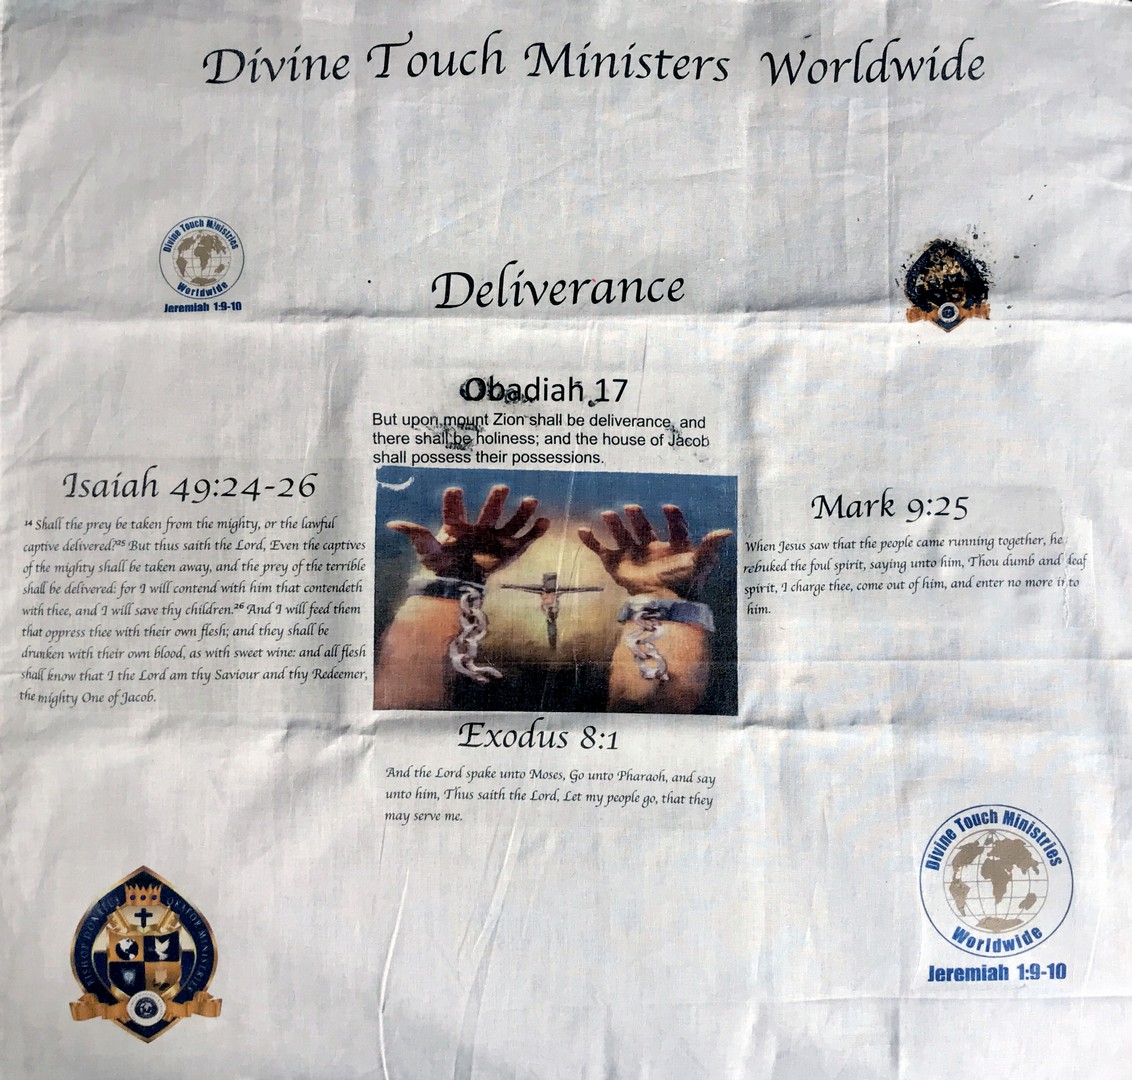 Divine Touch Ministers Worldwide
Divine Touch Ministries
Worldwide
Jeremiah 1:9-10
Deliverance
Obadiah 17
But upon mount Zion shall be deliverance, and
there shall be holiness; and the house of Jacob
shall possess their possessions.
Isaiah 49:24-26
¹⁴ Shall the prey be taken from the mighty, or the lawful
captive delivered?²⁵ But thus saith the Lord, Even the captives
of the mighty shall be taken away, and the prey of the terrible
shall be delivered: for I will contend with him that contendeth
with thee, and I will save thy children.²⁶ And I will feed them
that oppress thee with their own flesh; and they shall be
drunken with their own blood, as with sweet wine: and all flesh
shall know that I the Lord am thy Saviour and thy Redeemer,
the mighty One of Jacob.
Mark 9:25
When Jesus saw that the people came running together, he
rebuked the foul spirit, saying unto him, Thou dumb and deaf
spirit, I charge thee, come out of him, and enter no more into
him.
Exodus 8:1
And the Lord spake unto Moses, Go unto Pharaoh, and say
unto him, Thus saith the Lord, Let my people go, that they
may serve me.
BISHOP
MINISTRIES
Divine Touch Ministries
Worldwide
Jeremiah 1:9-10